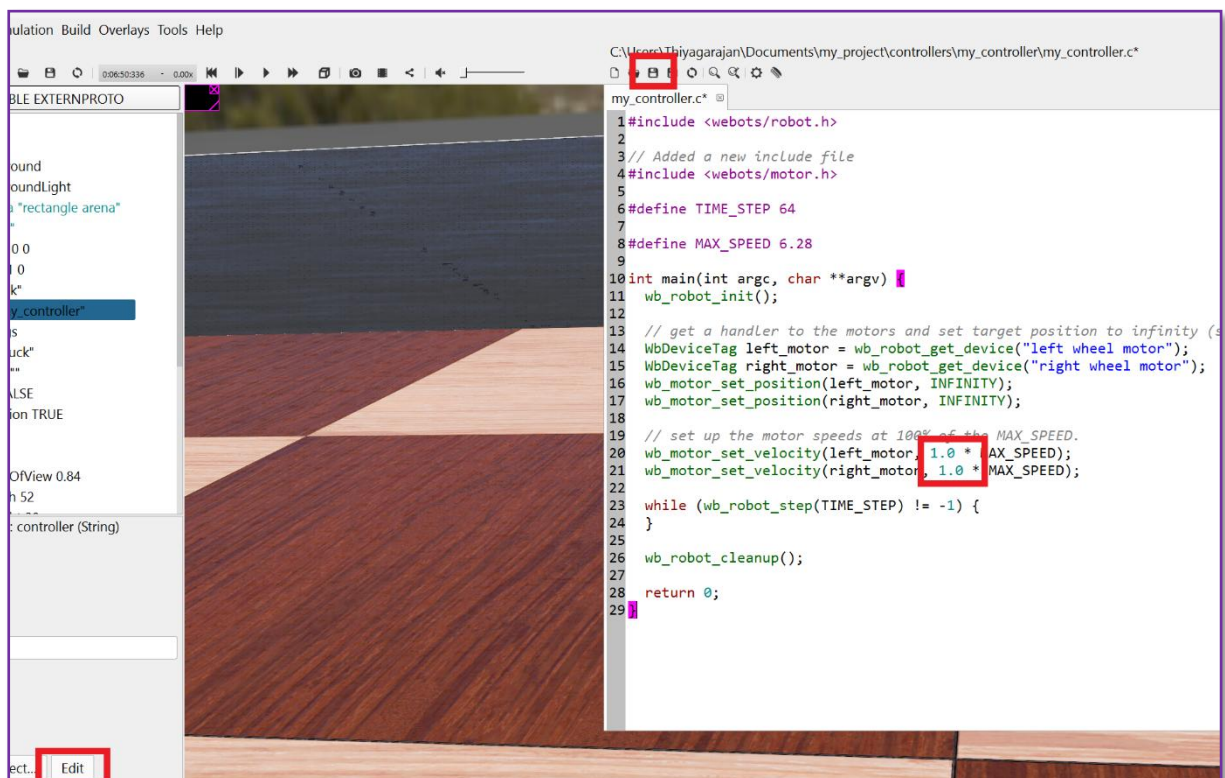 ulation Build Overlays Tools Help
C:\Users\Thiyagarajan\Documents\my_project\controllers\my_controller\my_controller.c*
0:06:50:336 - 0.00x
BLE EXTERNPROTO
my_controller.c*
ound
oundLight
a "rectangle arena"
"
0 0
1 0
k"
y_controller"
s
uck"
""
ALSE
ion TRUE
OfView 0.84
h 52
: controller (String)
ect... Edit
1 #include <webots/robot.h>
2
3 // Added a new include file
4 #include <webots/motor.h>
5
6 #define TIME_STEP 64
7
8 #define MAX_SPEED 6.28
9
10 int main(int argc, char **argv) {
11 wb_robot_init();
12
13 // get a handler to the motors and set target position to infinity (s
14 WbDeviceTag left_motor = wb_robot_get_device("left wheel motor");
15 WbDeviceTag right_motor = wb_robot_get_device("right wheel motor");
16 wb_motor_set_position(left_motor, INFINITY);
17 wb_motor_set_position(right_motor, INFINITY);
18
19 // set up the motor speeds at 100% of the MAX_SPEED.
20 wb_motor_set_velocity(left_motor, 1.0 * MAX_SPEED);
21 wb_motor_set_velocity(right_motor, 1.0 * MAX_SPEED);
22
23 while (wb_robot_step(TIME_STEP) != -1) {
24 }
25
26 wb_robot_cleanup();
27
28 return 0;
29 }